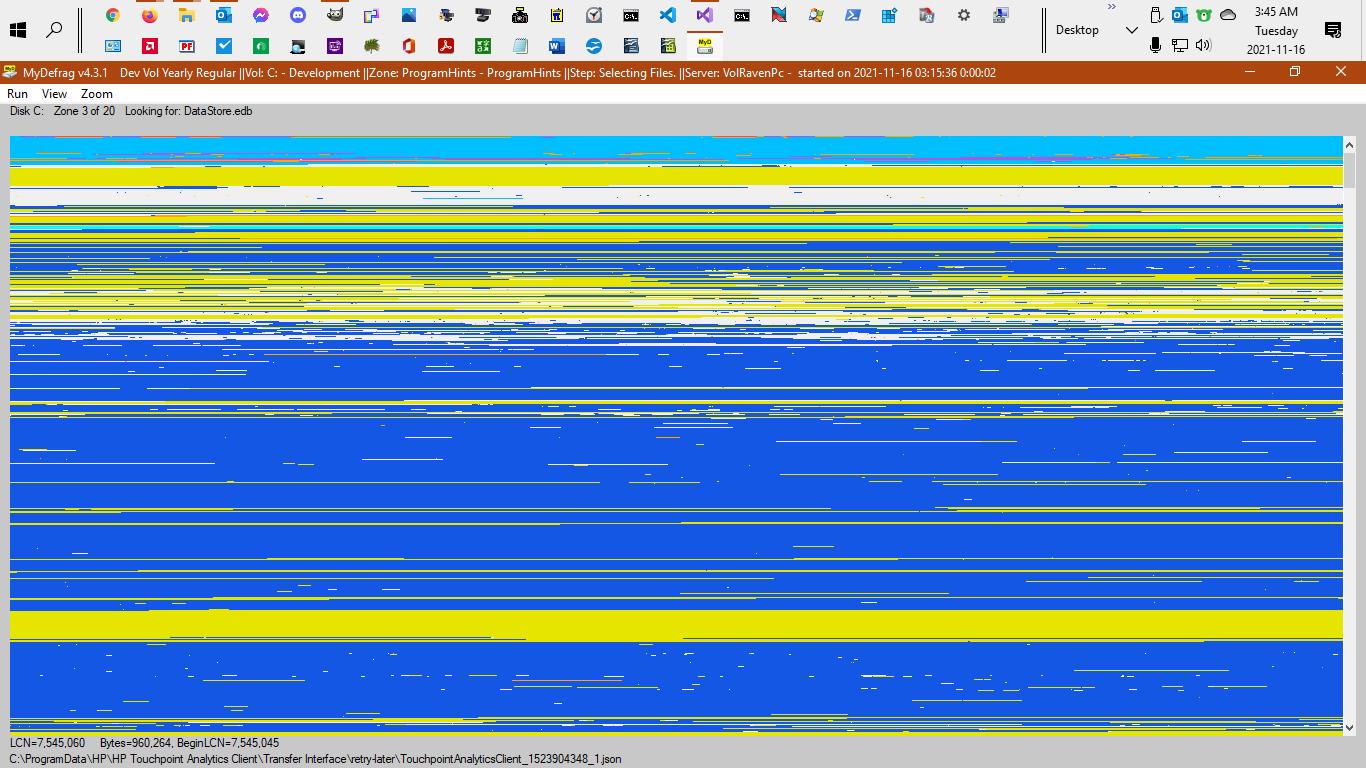 3:45 AM
Desktop
Tuesday
2021-11-16
MyDefrag v4.3.1 Dev Vol Yearly Regular ||Vol: C: - Development ||Zone: ProgramHints - ProgramHints ||Step: Selecting Files. ||Server: VolRavenPc - started on 2021-11-16 03:15:36 0:00:02
Run View Zoom
Disk C: Zone 3 of 20 Looking for: DataStore.edb
LCN=7,545,060 Bytes=960,264, BeginLCN=7,545,045
C:\ProgramData\HP\HP Touchpoint Analytics Client\Transfer Interface\retry-later\TouchpointAnalyticsClient_1523904348_1.json